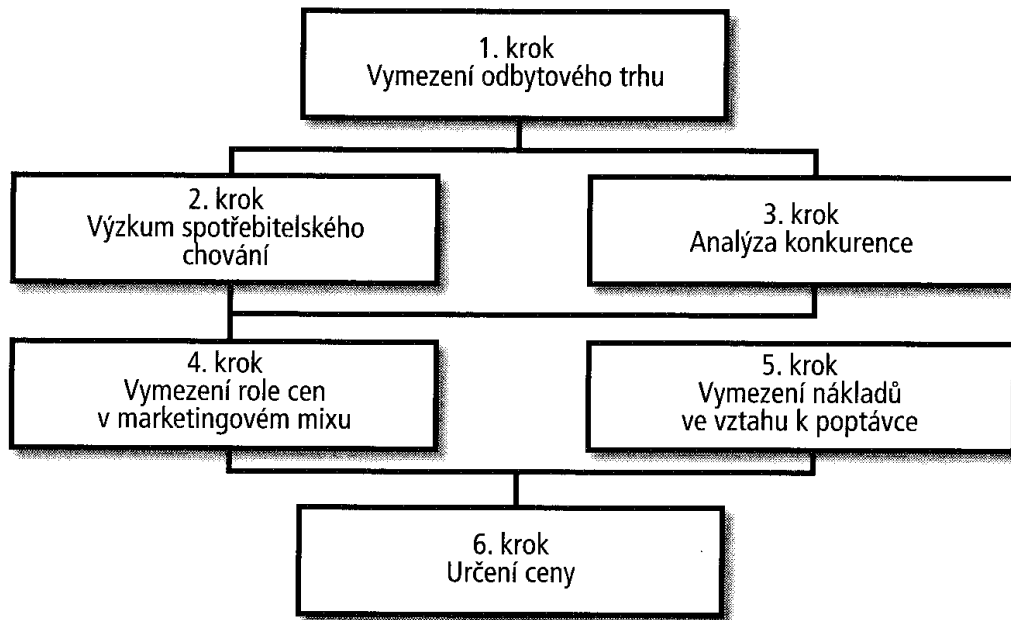 1. krok
Vymezení odbytového trhu
2. krok
Výzkum spotřebitelského
chování
3. krok
Analýza konkurence
4. krok
Vymezení role cen
v marketingovém mixu
5. krok
Vymezení nákladů
ve vztahu k poptávce
6. krok
Určení ceny